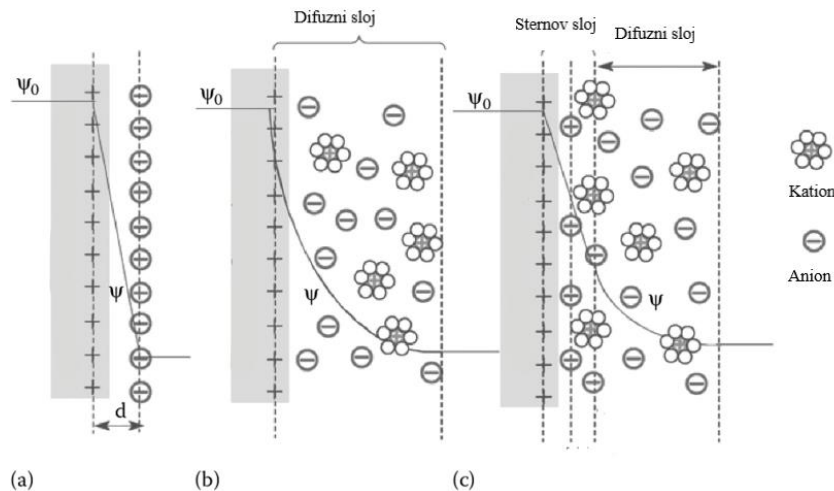 Difuzni sloj
Sternov sloj
Difuzni sloj
Ψ0
Ψ0
Ψ0
Ψ
Ψ
Ψ
d
Kation
Anion
(a)
(b)
(c)